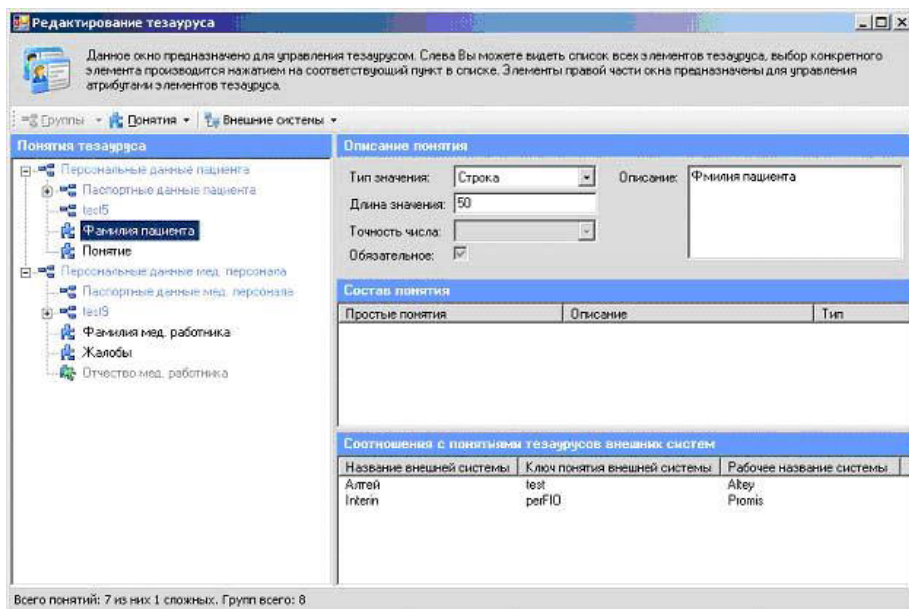 Редактирование тезауруса
Данное окно предназначено для управления тезаурусом. Слева Вы можете видеть список всех элементов тезауруса, выбор конкретного
элемента производится нажатием на соответствующий пункт в списке. Элементы правой части окна предназначены для управления
атрибутами элементов тезауруса.
Группы Понятия Внешние системы
Понятия тезауруса
Персональные данные пациента
Паспортные данные пациента
test5
Фамилия пациента
Понятие
Персональные данные мед. персонала
Паспортные данные мед. персонала
test9
Фамилия мед. работника
Жалобы
Отчество мед. работника
Описание понятия
Тип значения: Строка
Длина значения: 50
Точность числа:
Обязательное:
Описание: Фмилия пациента
Состав понятия
Простые понятия Описание Тип
Соотношения с понятиями тезаурусов внешних систем
Название внешней системы Ключ понятия внешней системы Рабочее название системы
Алтей test Altey
Interin perFIO Promis
Всего понятий: 7 из них 1 сложных. Групп всего: 8